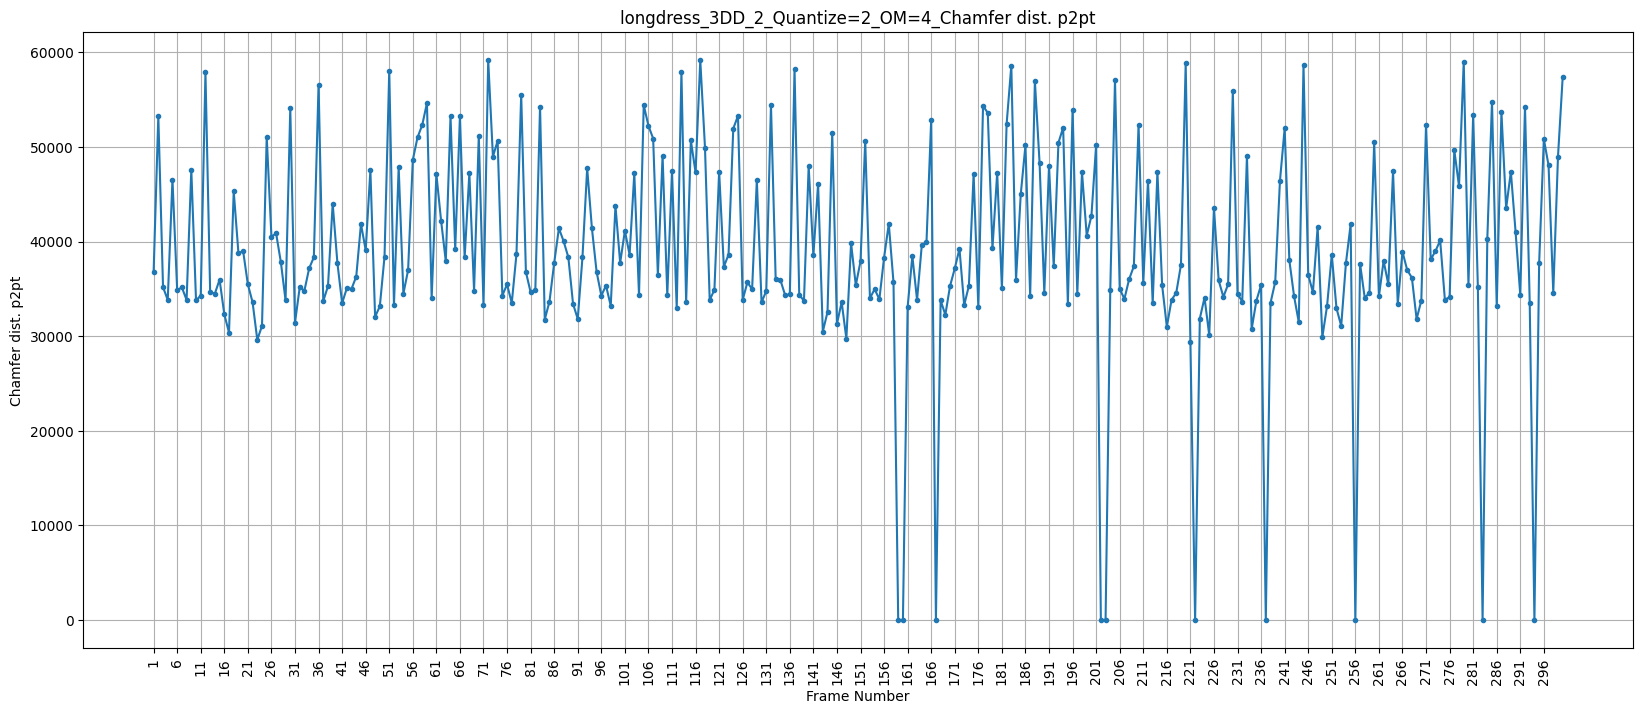 longdress_3DD_2_Quantize=2_OM=4_Chamfer dist. p2pt
60000
50000
40000
30000
20000
10000
0
Chamfer dist. p2pt
1 6 11 16 21 26 31 36 41 46 51 56 61 66 71 76 81 86 91 96 101 106 111 116 121 126 131 136 141 146 151 156 161 166 171 176 181 186 191 196 201 206 211 216 221 226 231 236 241 246 251 256 261 266 271 276 281 286 291 296
Frame Number